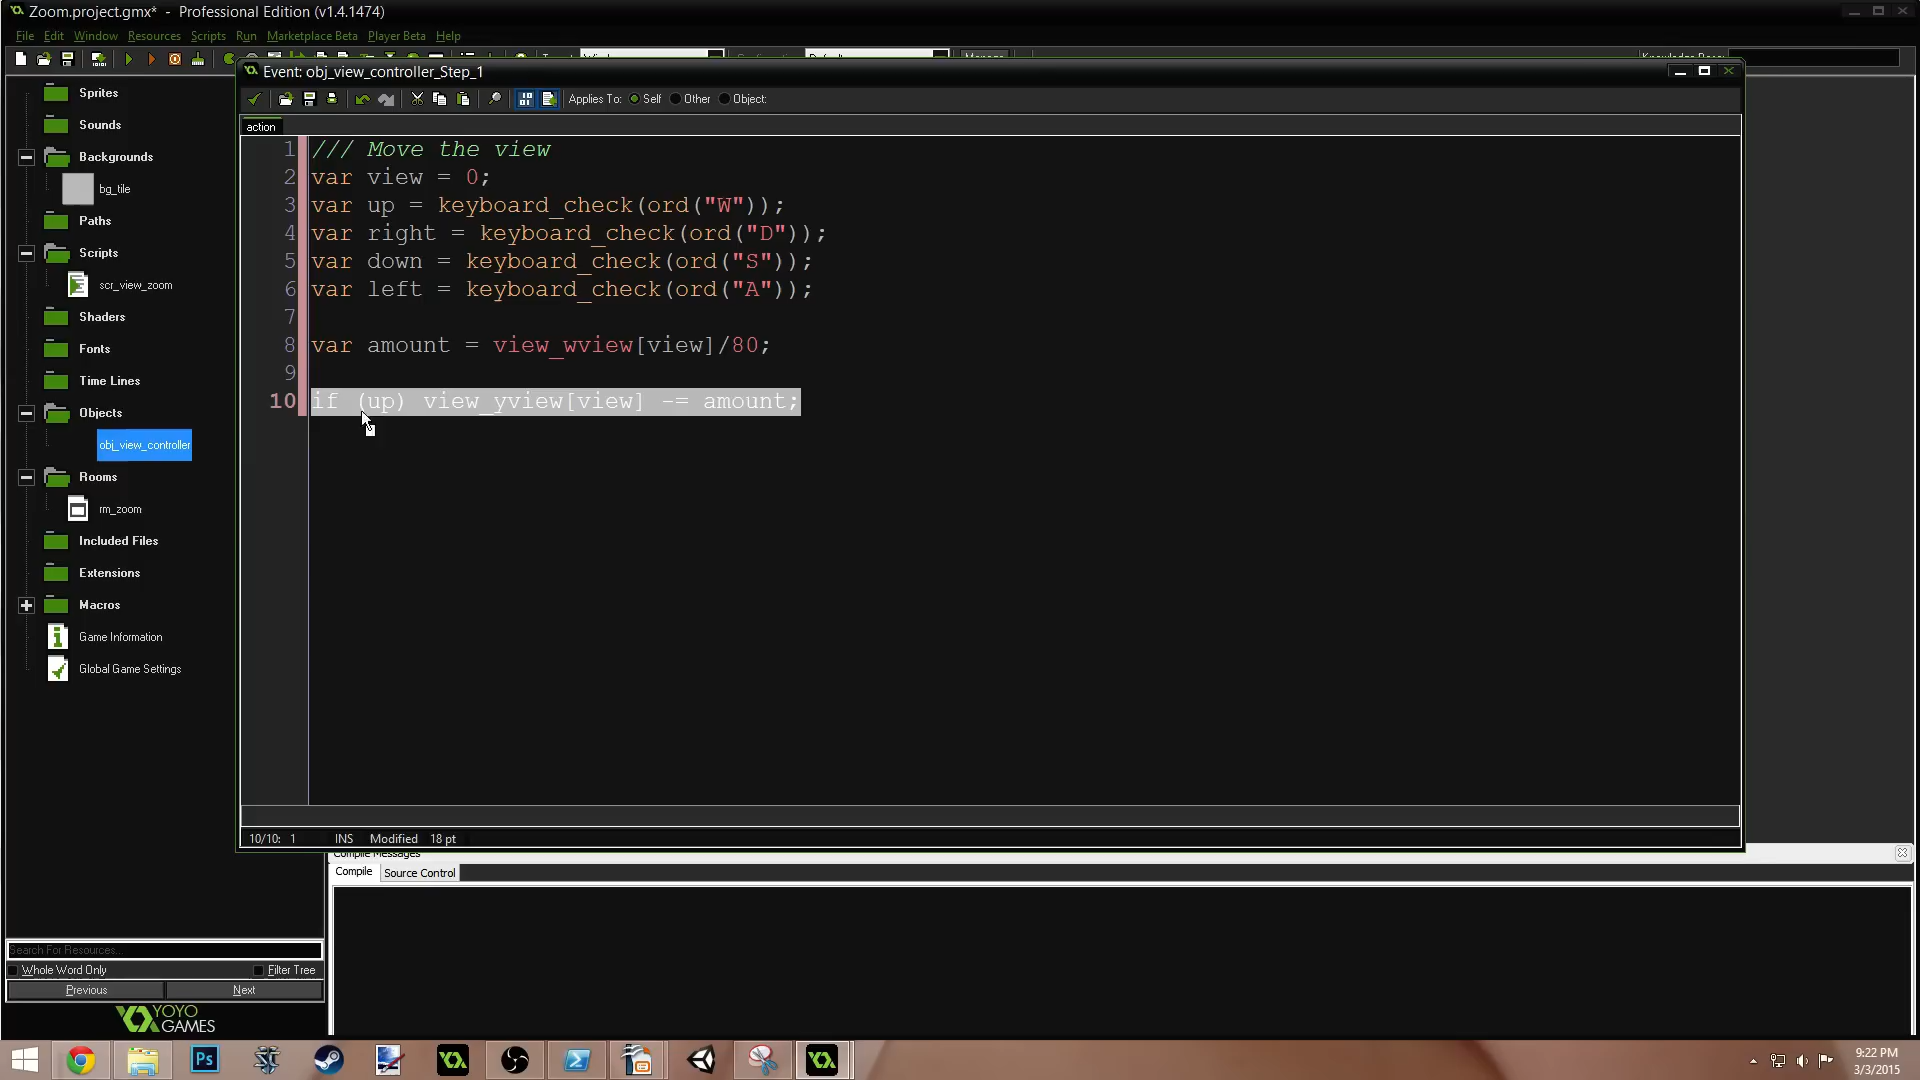 Zoom.project.gmx* - Professional Edition (v1.4.1474)
File Edit Window Resources Scripts Run Marketplace Beta Player Beta Help
Event: obj_view_controller_Step_1
Applies To: Self Other Object:
action
1 /// Move the view
2 var view = 0;
3 var up = keyboard_check(ord("W"));
4 var right = keyboard_check(ord("D"));
5 var down = keyboard_check(ord("S"));
6 var left = keyboard_check(ord("A"));
7
8 var amount = view_wview[view]/80;
9
10 if (up) view_yview[view] -= amount;
10/10: 1 INS Modified 18 pt
Sprites
Sounds
Backgrounds
bg_tile
Paths
Scripts
scr_view_zoom
Shaders
Fonts
Time Lines
Objects
obj_view_controller
Rooms
rm_zoom
Included Files
Extensions
Macros
Game Information
Global Game Settings
Search For Resources...
Whole Word Only Filter Tree
Previous Next
YOYO
GAMES
Compile Messages
Compile Source Control
Ps
9:22 PM
3/3/2015